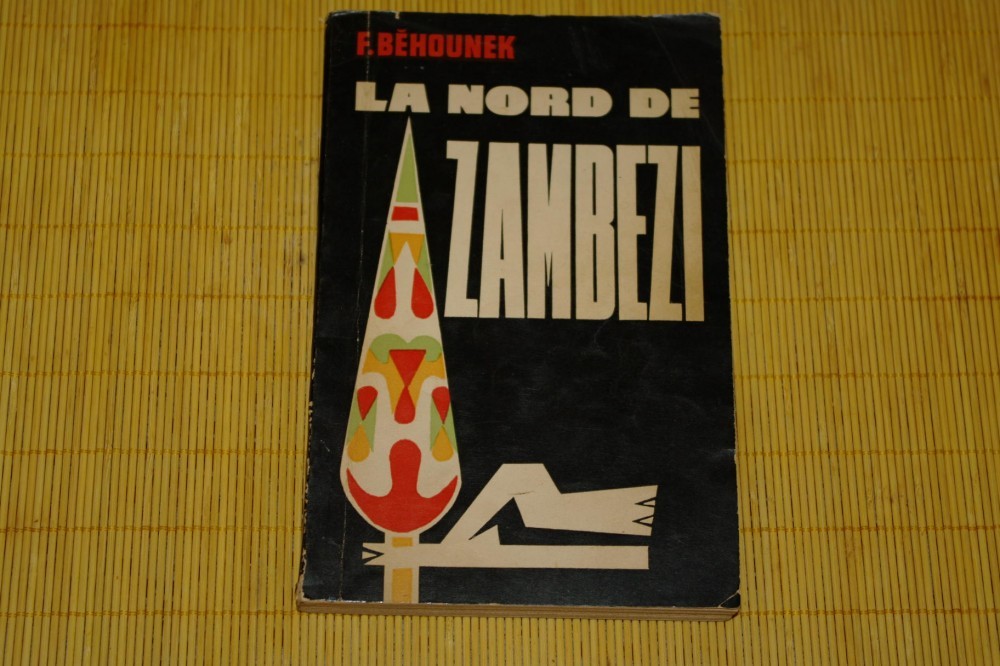 F. BĚHOUNEK
LA NORD DE
ZAMBEZI